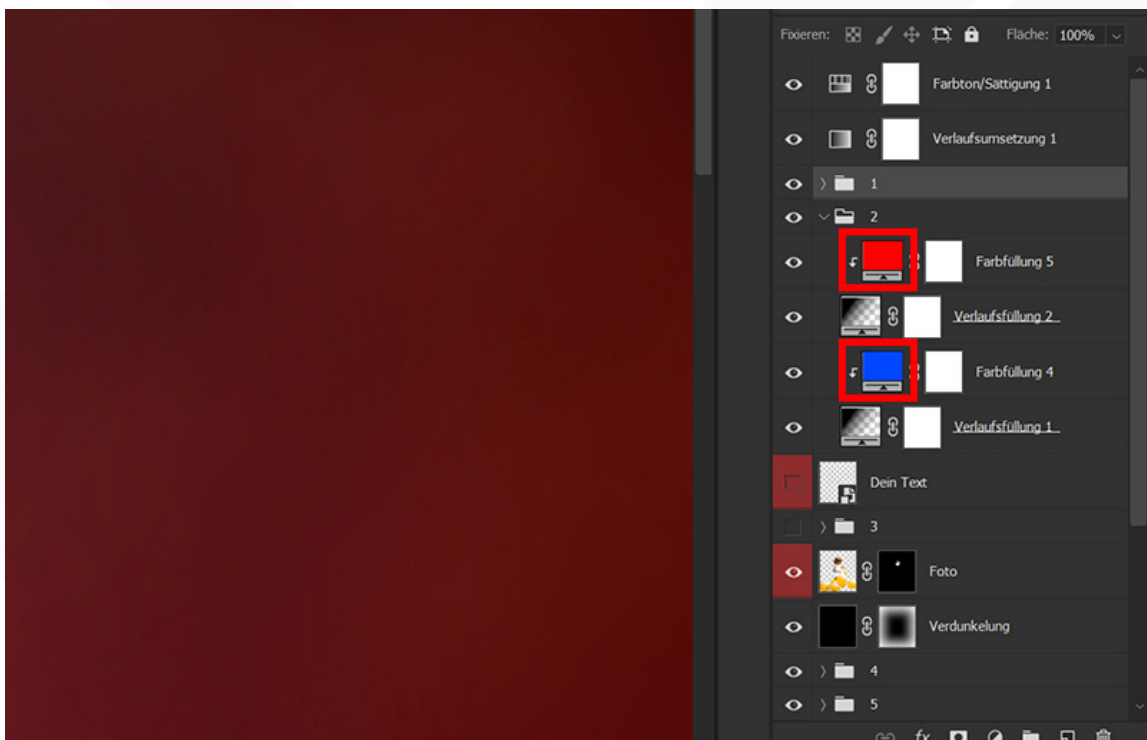 Fixieren: Fläche: 100%
Farbton/Sättigung 1
Verlaufsumsetzung 1
1
2
Farbfüllung 5
Verlaufsfüllung 2
Farbfüllung 4
Verlaufsfüllung 1
Dein Text
3
Foto
Verdunkelung
4
5
fx